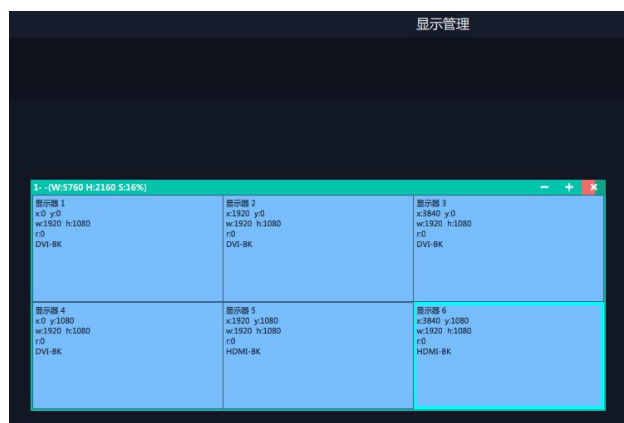 显示管理
1- -(W:5760 H:2160 S:16%)
显示器 1
x:0 y:0
w:1920 h:1080
r:0
DVI-BK
显示器 2
x:1920 y:0
w:1920 h:1080
r:0
DVI-BK
显示器 3
x:3840 y:0
w:1920 h:1080
r:0
DVI-BK
显示器 4
x:0 y:1080
w:1920 h:1080
r:0
DVI-BK
显示器 5
x:1920 y:1080
w:1920 h:1080
r:0
HDMI-BK
显示器 6
x:3840 y:1080
w:1920 h:1080
r:0
HDMI-BK